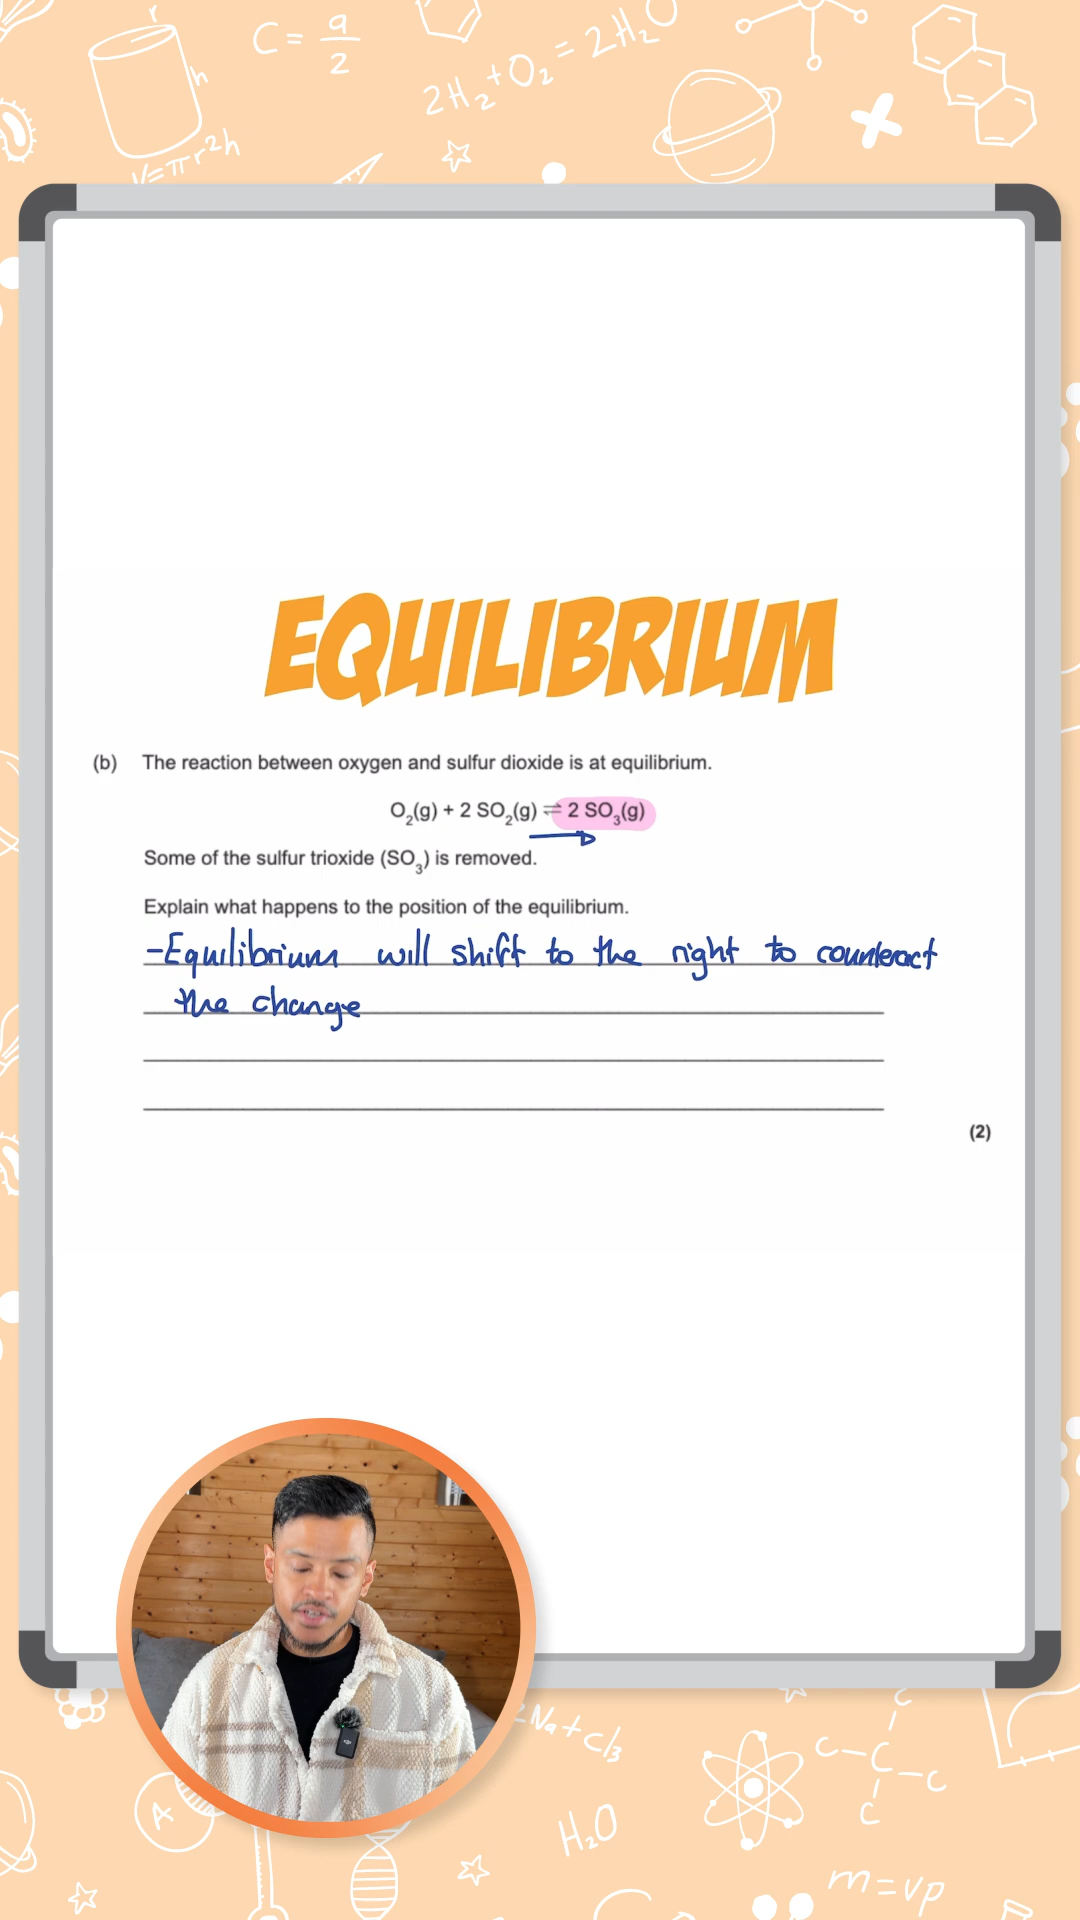 C = q/2
r
h
V=πr²h
2H₂+O₂=2H₂O
EQUILIBRIUM
(b) The reaction between oxygen and sulfur dioxide is at equilibrium.
O₂(g) + 2 SO₂(g) ⇌ 2 SO₃(g)
Some of the sulfur trioxide (SO₃) is removed.
Explain what happens to the position of the equilibrium.
-Equilibrium will shift to the right to counteract
the change
(2)
Na+Cl₃
C
C-C-C
C
A
H₂O
m=vp